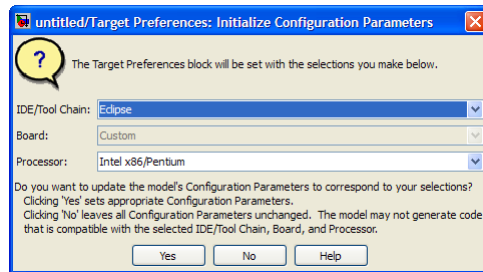 untitled/Target Preferences: Initialize Configuration Parameters
?
The Target Preferences block will be set with the selections you make below.
IDE/Tool Chain: Eclipse
Board: Custom
Processor: Intel x86/Pentium
Do you want to update the model's Configuration Parameters to correspond to your selections?
Clicking 'Yes' sets appropriate Configuration Parameters.
Clicking 'No' leaves all Configuration Parameters unchanged. The model may not generate code
that is compatible with the selected IDE/Tool Chain, Board, and Processor.
Yes No Help